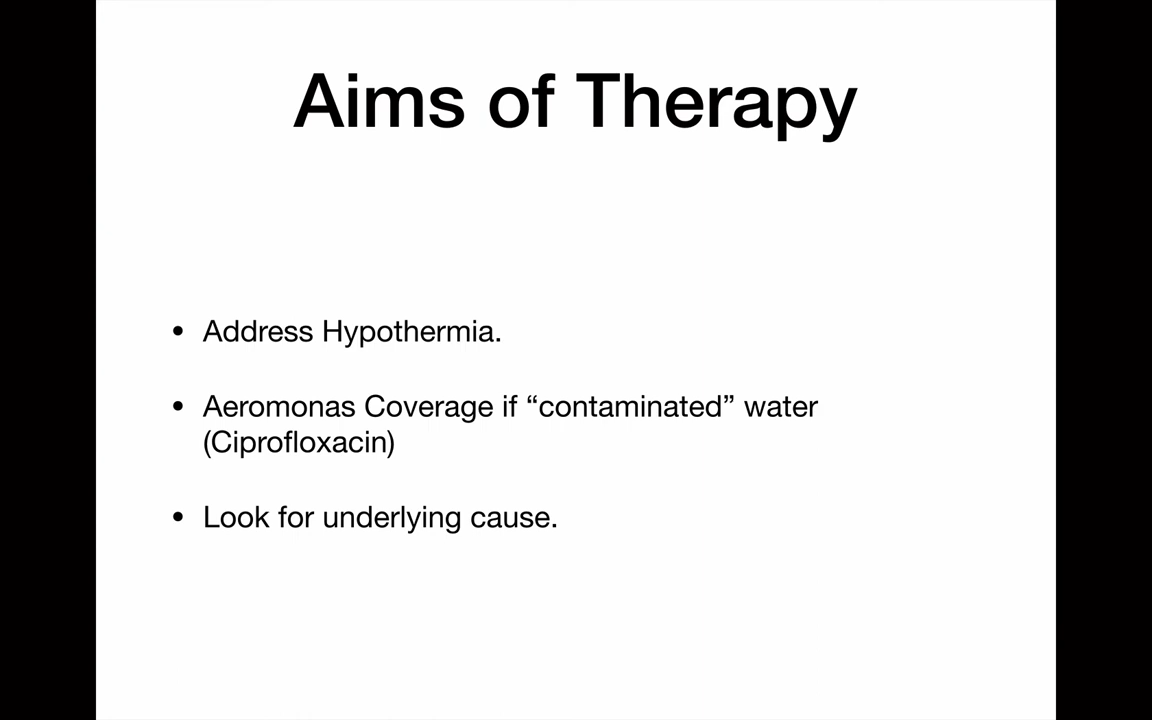 Aims of Therapy
• Address Hypothermia.
• Aeromonas Coverage if “contaminated” water
(Ciprofloxacin)
• Look for underlying cause.